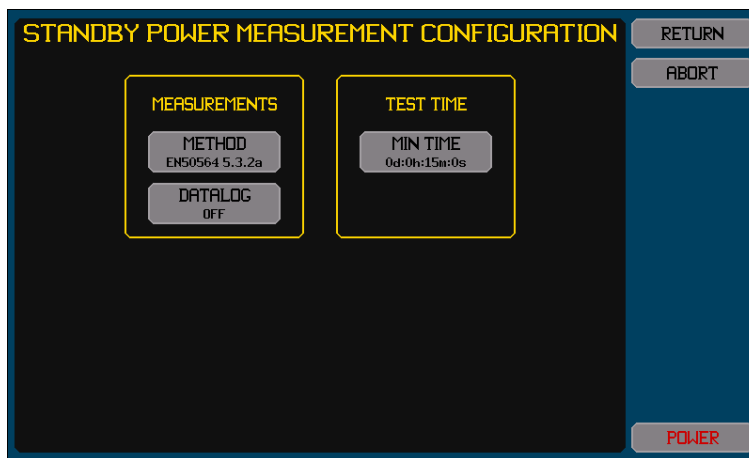 STANDBY POWER MEASUREMENT CONFIGURATION
RETURN
ABORT
MEASUREMENTS
METHOD
EN50564 5.3.2a
DATALOG
OFF
TEST TIME
MIN TIME
0d:0h:15m:0s
POWER